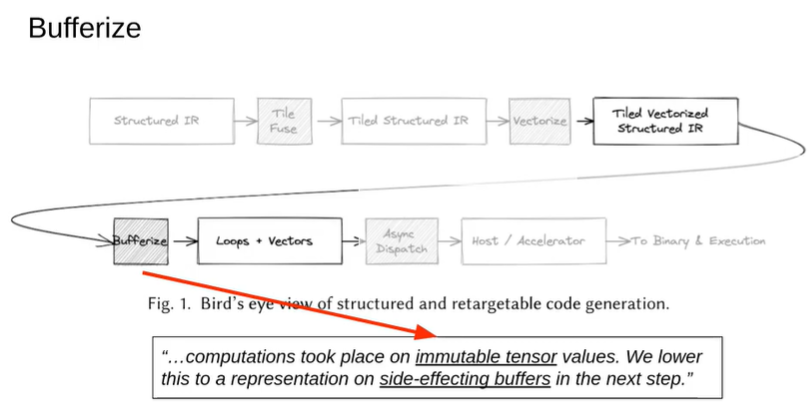 Bufferize
Structured IR
Tile
Fuse
Tiled Structured IR
Vectorize
Tiled Vectorized
Structured IR
Bufferize
Loops + Vectors
Async
Dispatch
Host / Accelerator
To Binary & Execution
Fig. 1. Bird's eye view of structured and retargetable code generation.
“…computations took place on immutable tensor values. We lower
this to a representation on side-effecting buffers in the next step.”